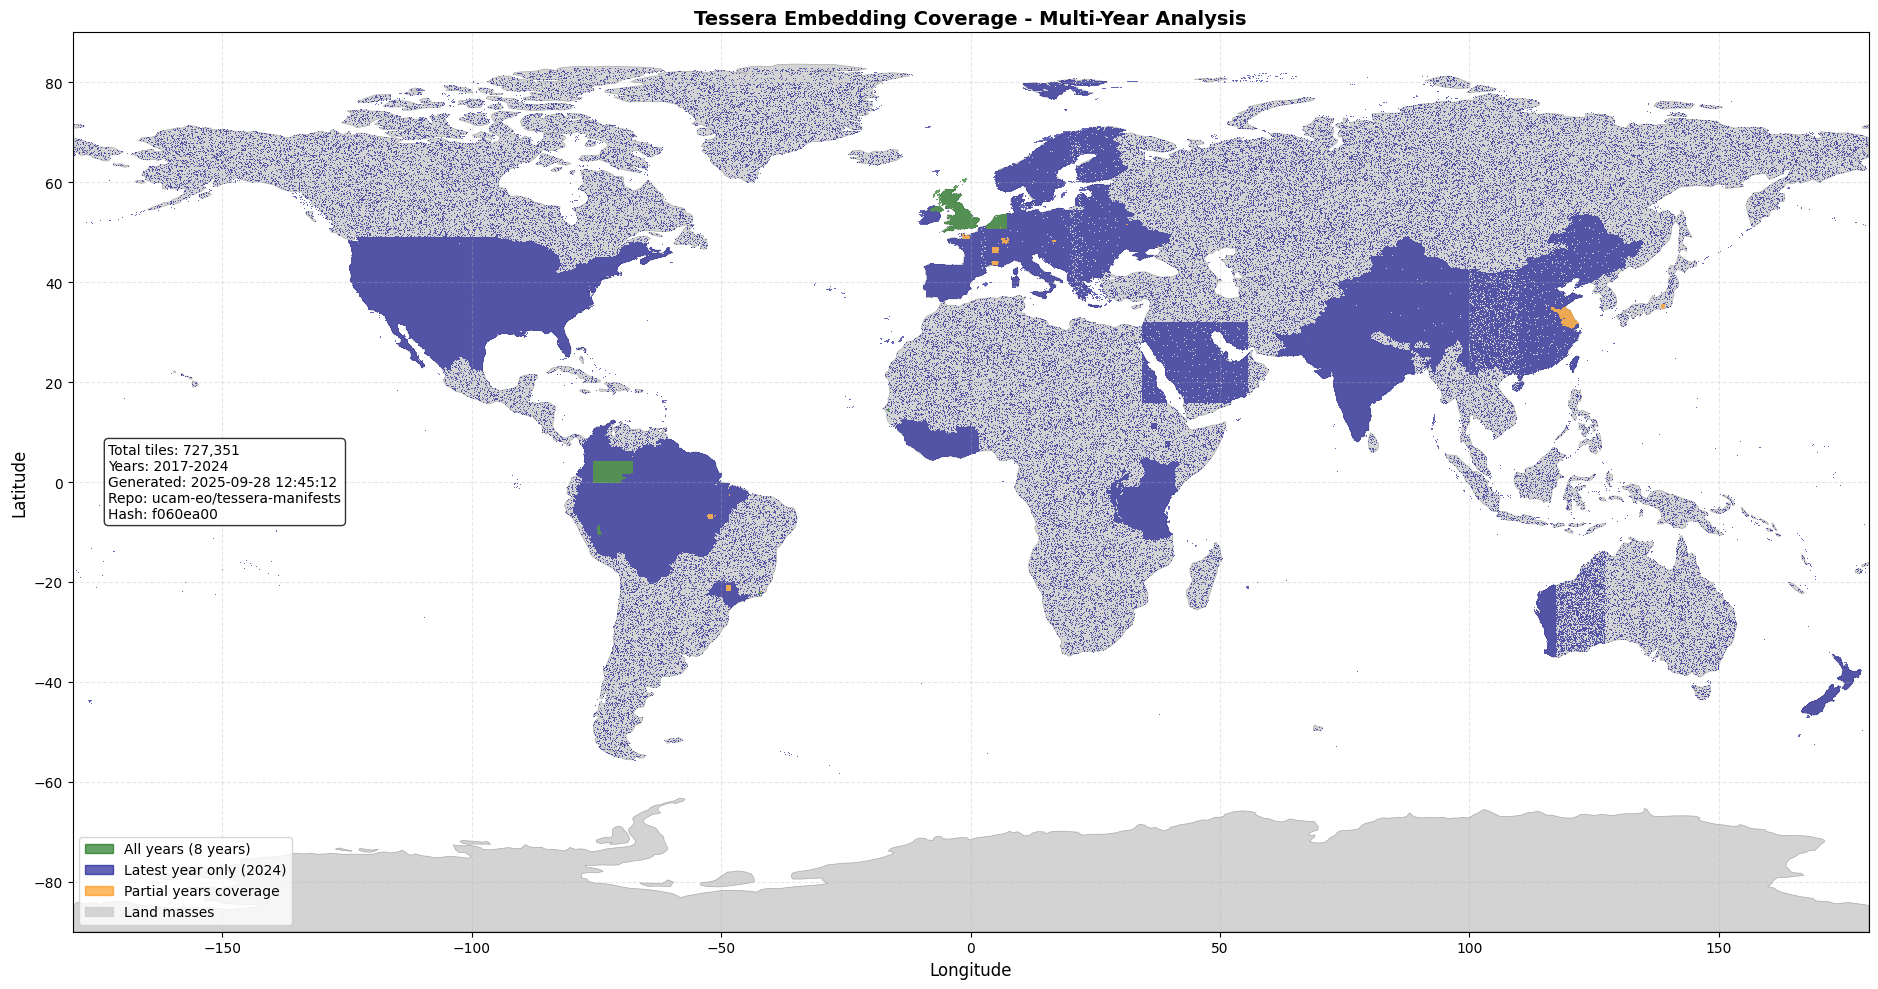 Tessera Embedding Coverage - Multi-Year Analysis
80
60
40
20
0
−20
−40
−60
−80
Latitude
Total tiles: 727,351
Years: 2017-2024
Generated: 2025-09-28 12:45:12
Repo: ucam-eo/tessera-manifests
Hash: f060ea00
All years (8 years)
Latest year only (2024)
Partial years coverage
Land masses
−150 −100 −50 0 50 100 150
Longitude